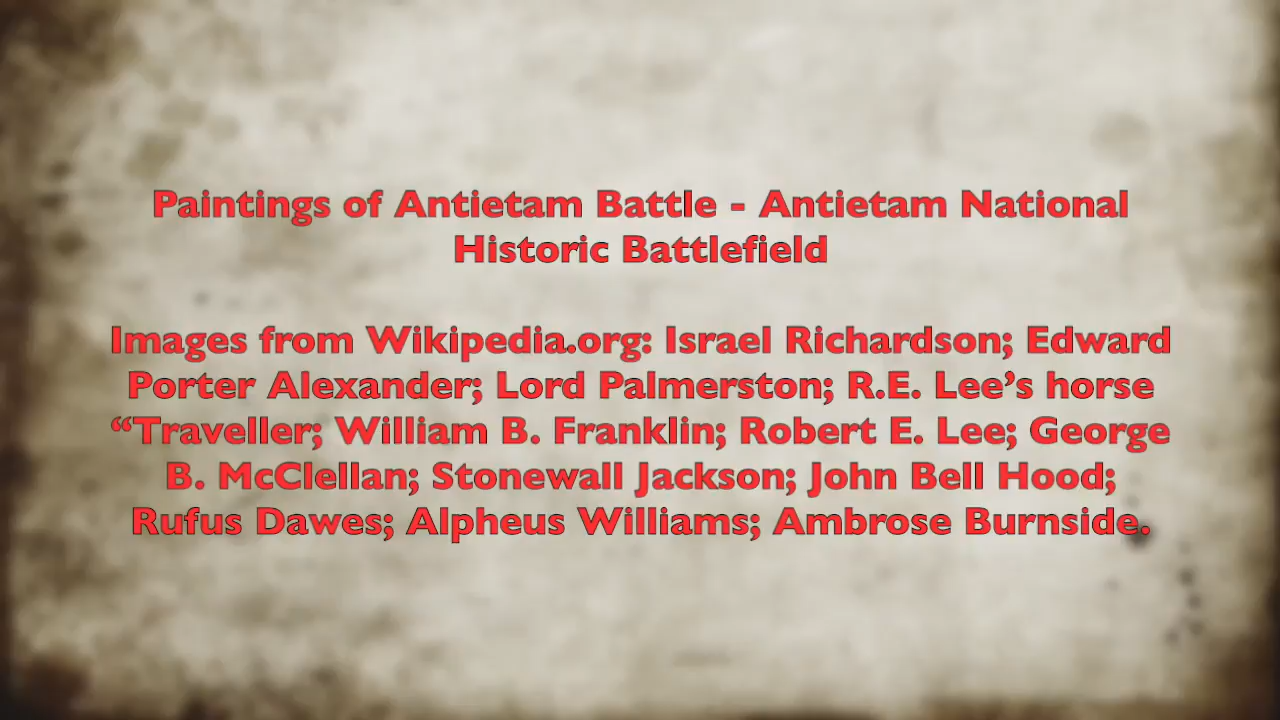 Paintings of Antietam Battle - Antietam National
Historic Battlefield
Images from Wikipedia.org: Israel Richardson; Edward
Porter Alexander; Lord Palmerston; R.E. Lee’s horse
“Traveller; William B. Franklin; Robert E. Lee; George
B. McClellan; Stonewall Jackson; John Bell Hood;
Rufus Dawes; Alpheus Williams; Ambrose Burnside.